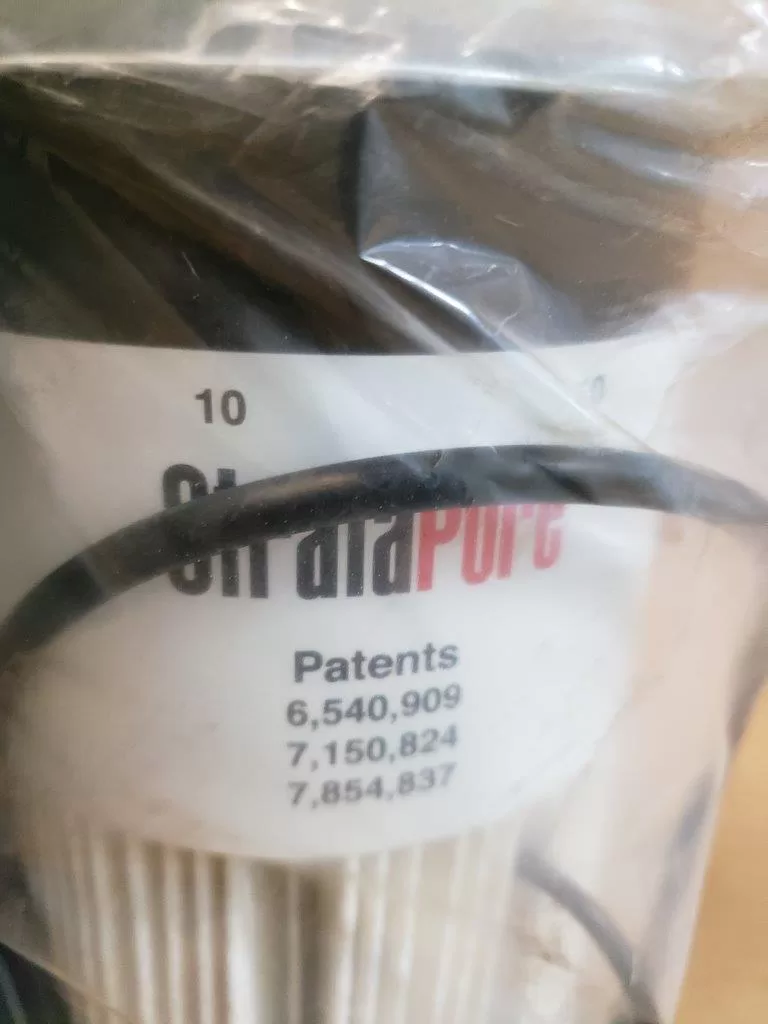 10
StrataPore
Patents
6,540,909
7,150,824
7,854,837